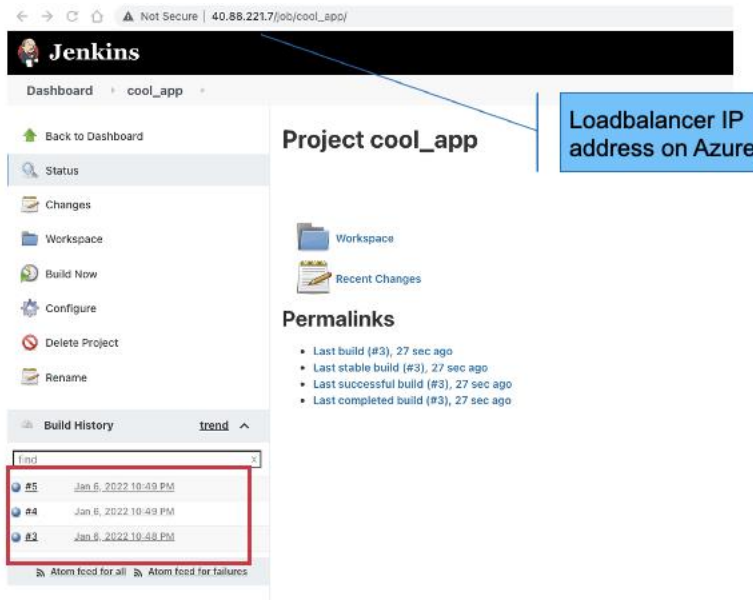 Not Secure | 40.88.221.7/job/cool_app/
Jenkins
Dashboard cool_app
Loadbalancer IP
address on Azure
Back to Dashboard
Status
Changes
Workspace
Build Now
Configure
Delete Project
Rename
Project cool_app
Workspace
Recent Changes
Permalinks
Last build (#3), 27 sec ago
Last stable build (#3), 27 sec ago
Last successful build (#3), 27 sec ago
Last completed build (#3), 27 sec ago
Build History trend
find x
#5 Jan 6, 2022 10:49 PM
#4 Jan 6, 2022 10:49 PM
#3 Jan 6, 2022 10:48 PM
Atom feed for all Atom feed for failures